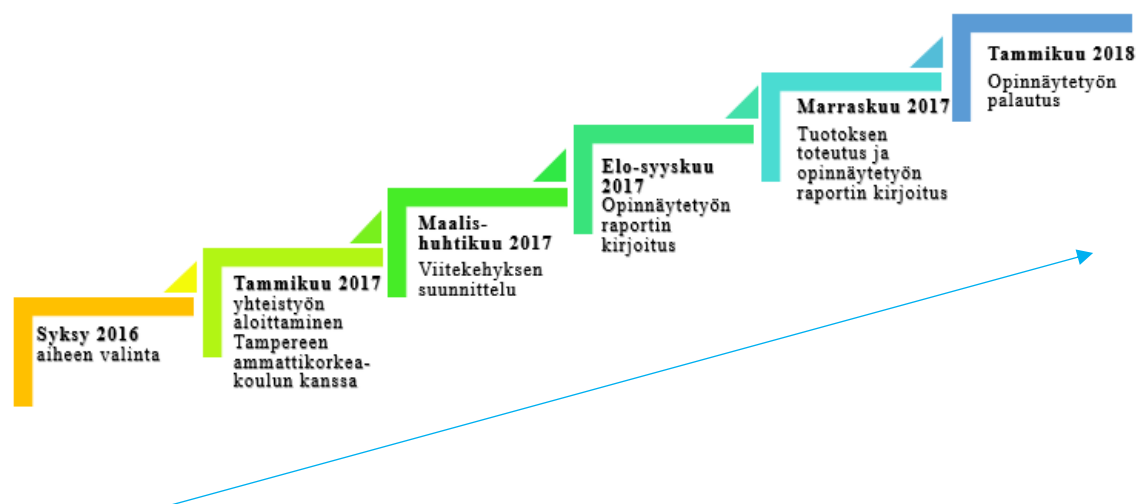 Syksy 2016
aiheen valinta
Tammikuu 2017
yhteistyön
aloittaminen
Tampereen
ammattikorkea-
koulun kanssa
Maalis-
huhtikuu 2017
Viitekehyksen
suunnittelu
Elo-syyskuu
2017
Opinnäytetyön
raportin
kirjoitus
Marraskuu 2017
Tuotoksen
toteutus ja
opinnäytetyön
raportin kirjoitus
Tammikuu 2018
Opinnäytetyön
palautus